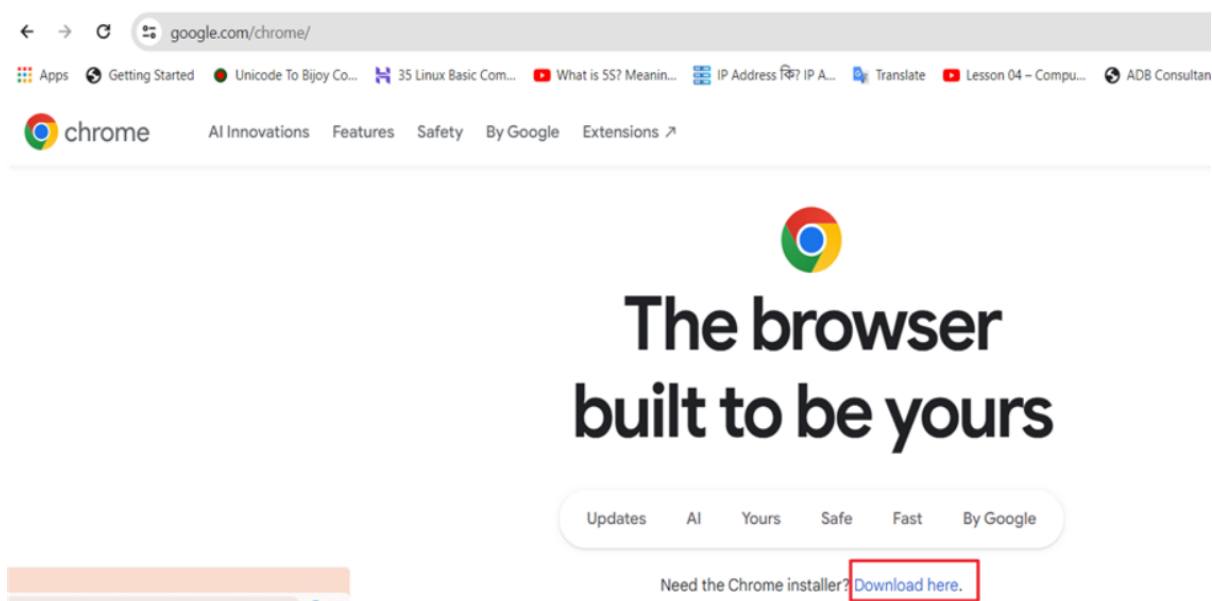 google.com/chrome/
Apps Getting Started Unicode To Bijoy Co... 35 Linux Basic Com... What is 5S? Meanin... IP Address কি? IP A... Translate Lesson 04 – Compu... ADB Consultan
chrome AI Innovations Features Safety By Google Extensions ↗
The browser
built to be yours
Updates AI Yours Safe Fast By Google
Need the Chrome installer? Download here.